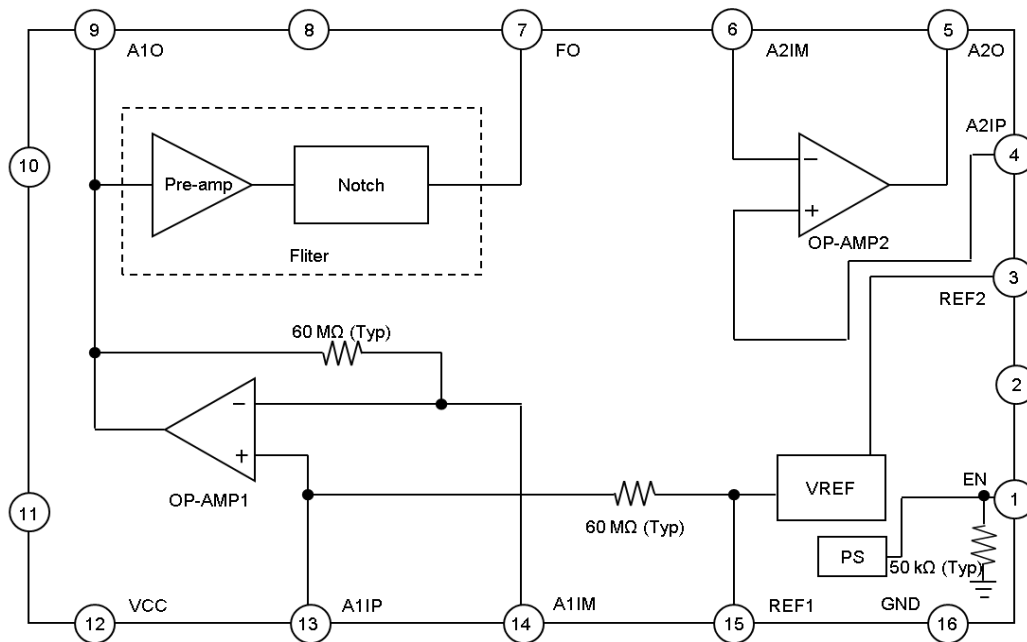 9
8
7
6
5
A1O
FO
A2IM
A2O
A2IP
4
10
Pre-amp
Notch
Fliter
OP-AMP2
3
REF2
60 MΩ (Typ)
2
−
+
−
+
OP-AMP1
VREF
EN
1
11
60 MΩ (Typ)
PS
50 kΩ (Typ)
VCC
A1IP
A1IM
REF1
GND
12
13
14
15
16